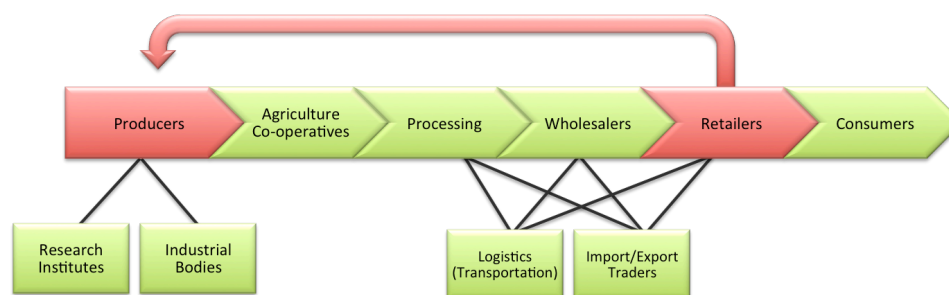 Producers
Agriculture
Co-operatives
Processing
Wholesalers
Retailers
Consumers
Research
Institutes
Industrial
Bodies
Logistics
(Transportation)
Import/Export
Traders